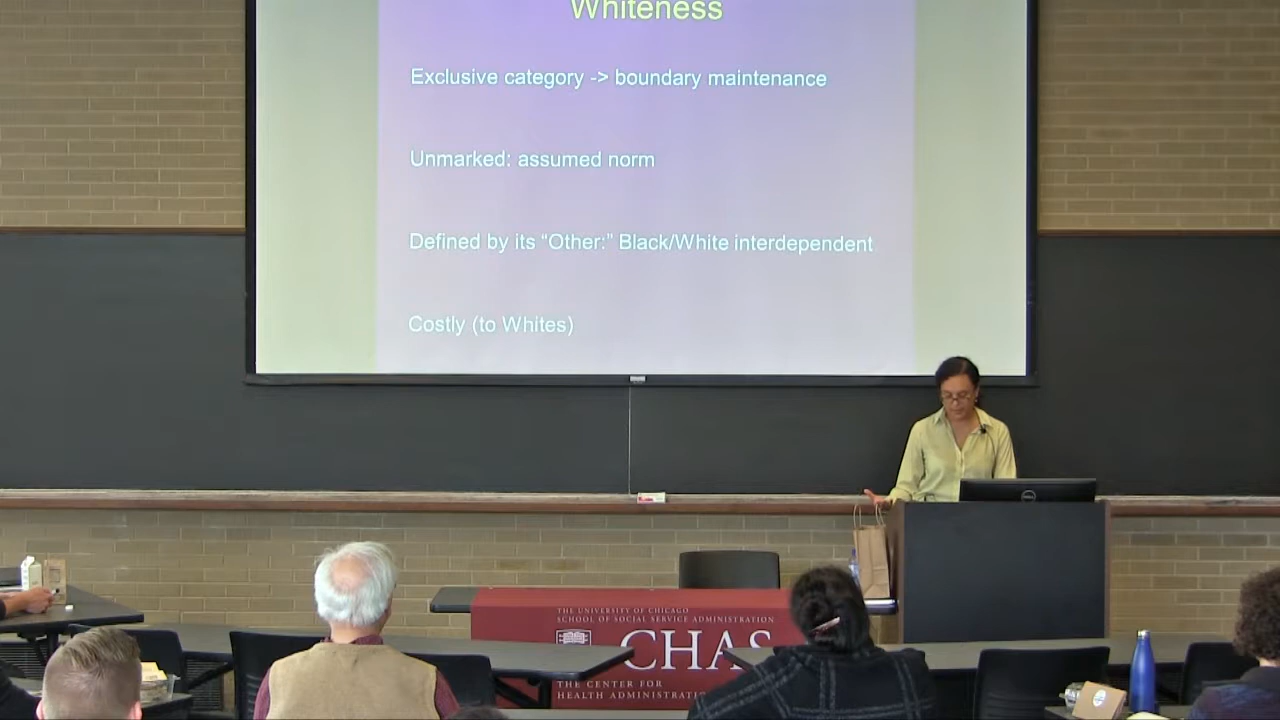 Whiteness
Exclusive category -> boundary maintenance
Unmarked: assumed norm
Defined by its “Other:” Black/White interdependent
Costly (to Whites)
THE UNIVERSITY OF CHICAGO
SCHOOL OF SOCIAL SERVICE ADMINISTRATION
CHAS
THE CENTER FOR
HEALTH